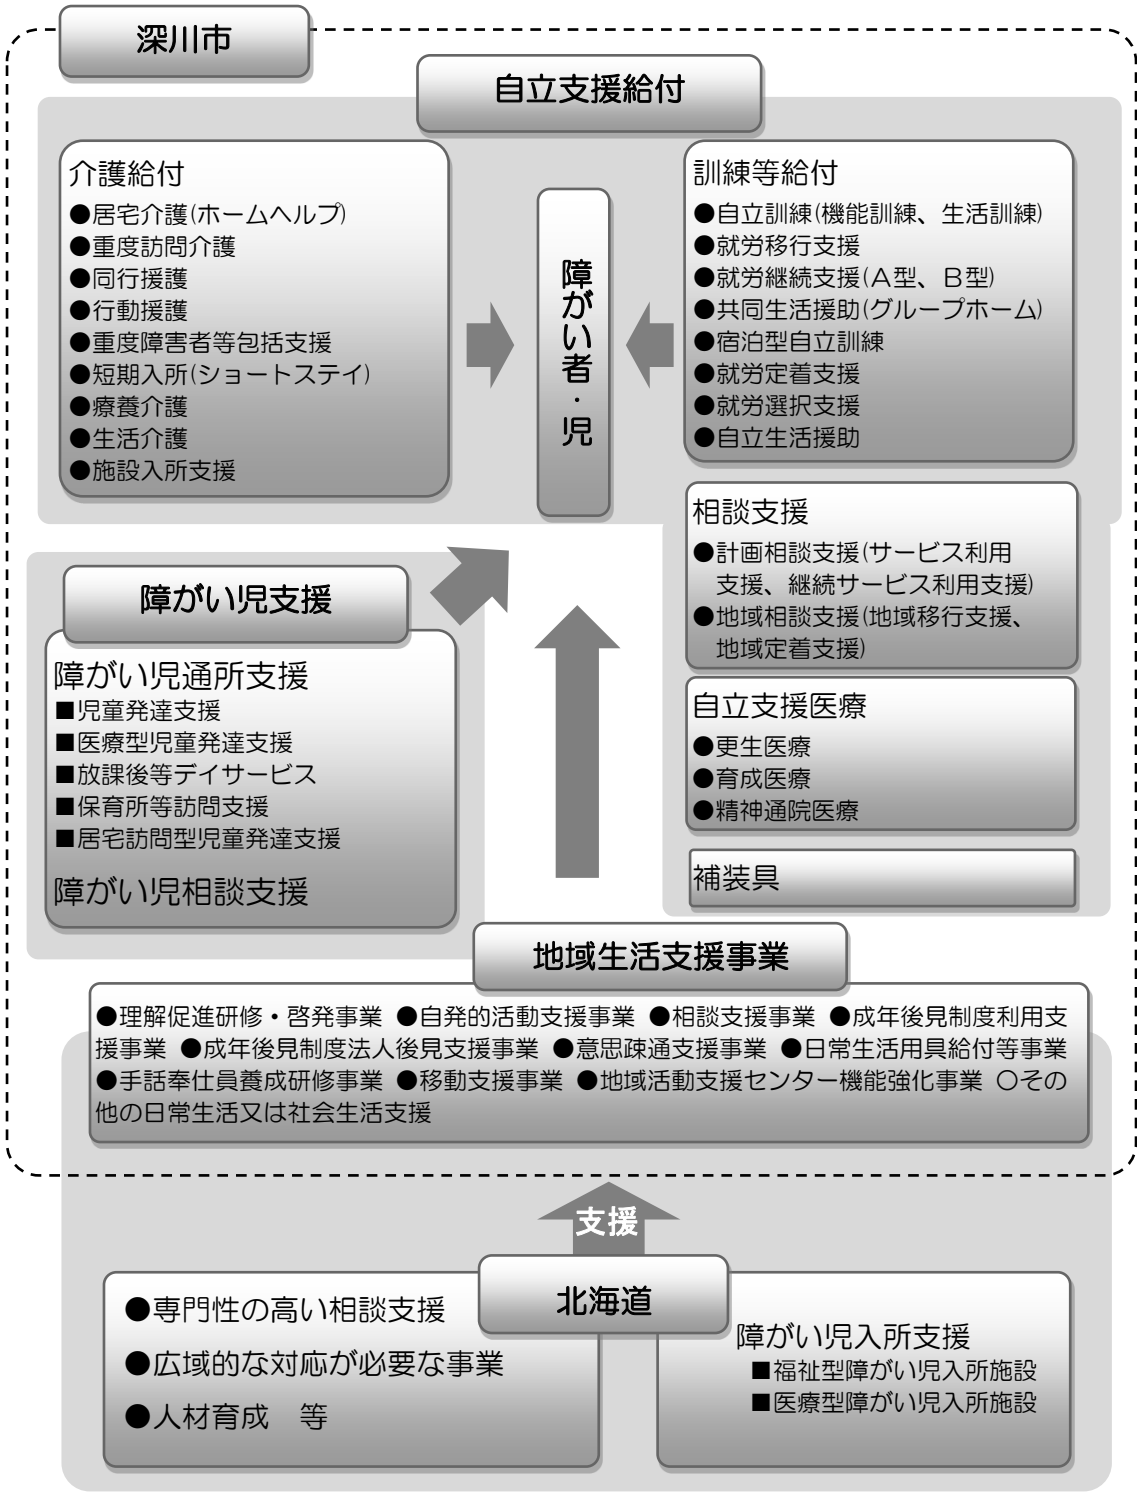 深川市
自立支援給付
介護給付
●居宅介護(ホームヘルプ)
●重度訪問介護
●同行援護
●行動援護
●重度障害者等包括支援
●短期入所(ショートステイ)
●療養介護
●生活介護
●施設入所支援
障がい者・児
訓練等給付
●自立訓練(機能訓練、生活訓練)
●就労移行支援
●就労継続支援(A型、B型)
●共同生活援助(グループホーム)
●宿泊型自立訓練
●就労定着支援
●就労選択支援
●自立生活援助
相談支援
●計画相談支援(サービス利用
支援、継続サービス利用支援)
●地域相談支援(地域移行支援、
地域定着支援)
自立支援医療
●更生医療
●育成医療
●精神通院医療
補装具
障がい児支援
障がい児通所支援
■児童発達支援
■医療型児童発達支援
■放課後等デイサービス
■保育所等訪問支援
■居宅訪問型児童発達支援
障がい児相談支援
地域生活支援事業
●理解促進研修・啓発事業 ●自発的活動支援事業 ●相談支援事業 ●成年後見制度利用支
援事業 ●成年後見制度法人後見支援事業 ●意思疎通支援事業 ●日常生活用具給付等事業
●手話奉仕員養成研修事業 ●移動支援事業 ●地域活動支援センター機能強化事業 〇その
他の日常生活又は社会生活支援
支援
北海道
●専門性の高い相談支援
●広域的な対応が必要な事業
●人材育成　等
障がい児入所支援
■福祉型障がい児入所施設
■医療型障がい児入所施設